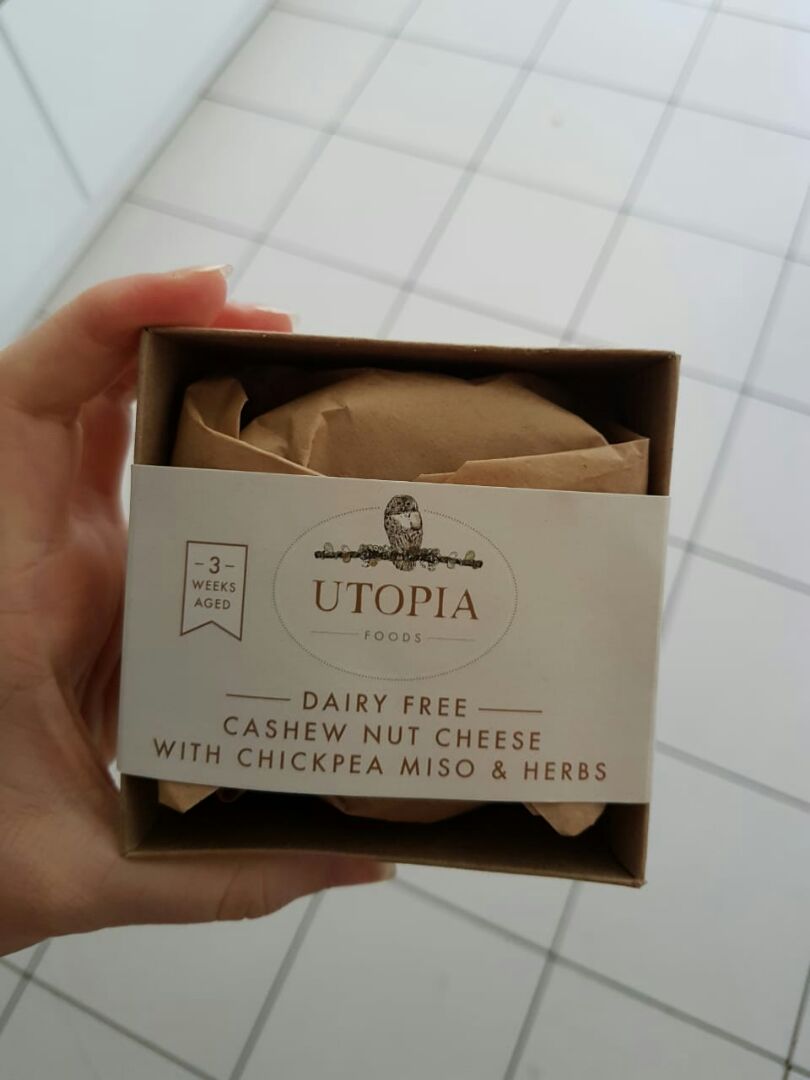 - 3 -
WEEKS
AGED
UTOPIA
FOODS
DAIRY FREE
CASHEW NUT CHEESE
WITH CHICKPEA MISO & HERBS